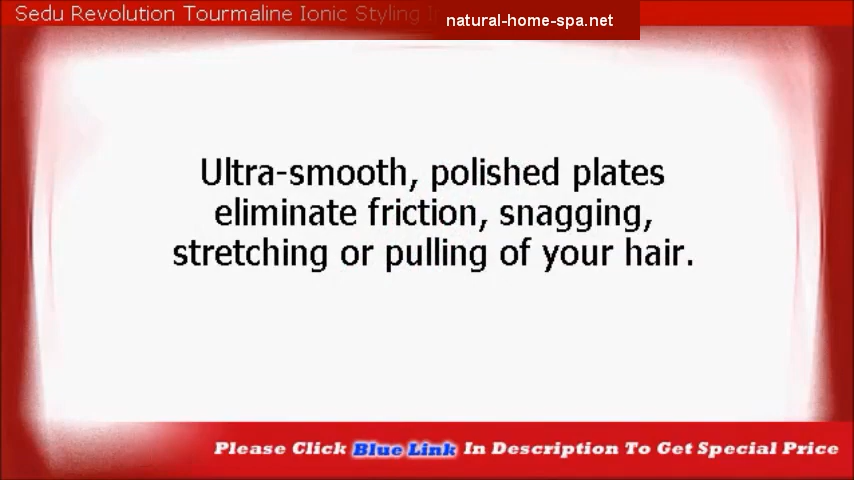 Sedu Revolution Tourmaline Ionic Styling
natural-home-spa.net
Ultra-smooth, polished plates
eliminate friction, snagging,
stretching or pulling of your hair.
Please Click Blue Link In Description To Get Special Price